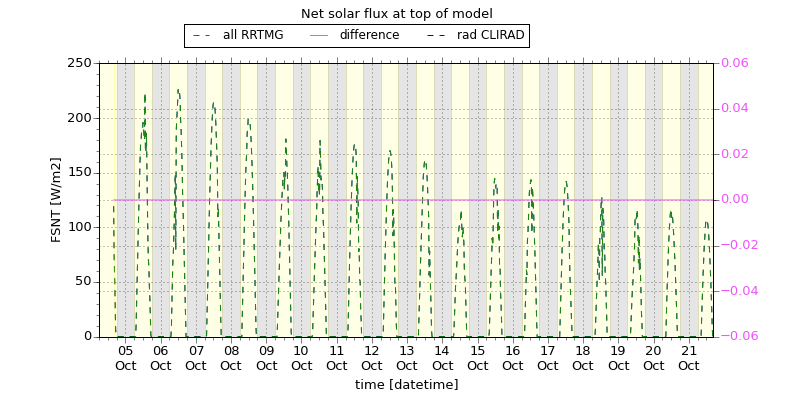 Net solar flux at top of model
all RRTMG difference rad CLIRAD
250 0.06
200 0.04
0.02
150
0.00
100
−0.02
50 −0.04
0 −0.06
FSNT [W/m2]
05 06 07 08 09 10 11 12 13 14 15 16 17 18 19 20 21
Oct Oct Oct Oct Oct Oct Oct Oct Oct Oct Oct Oct Oct Oct Oct Oct Oct
time [datetime]